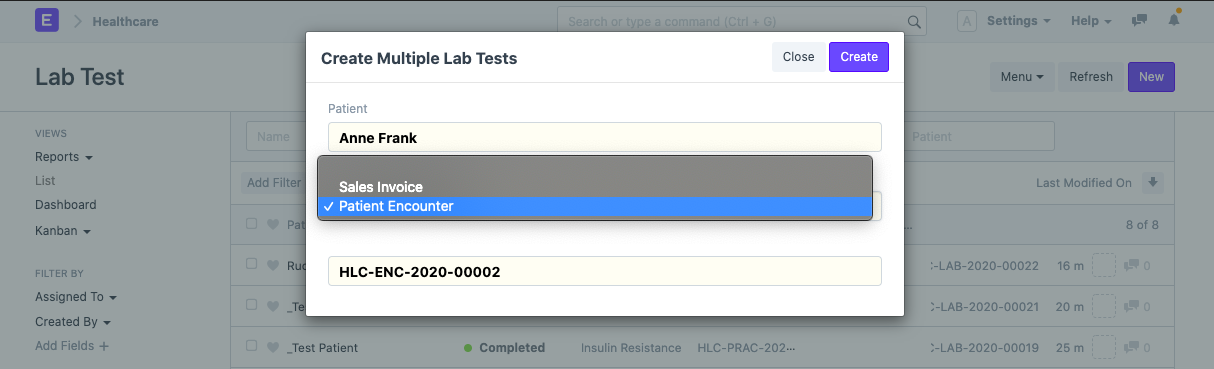 E Healthcare Search or type a command (Ctrl + G) A Settings Help
Create Multiple Lab Tests Close Create
Lab Test Menu Refresh New
Patient
Anne Frank
Sales Invoice
✓ Patient Encounter
HLC-ENC-2020-00002
VIEWS
Reports
List
Dashboard
Kanban
FILTER BY
Assigned To
Created By
Add Fields +
Name Patient
Add Filter Last Modified On
Pat ... 8 of 8
Ruc C-LAB-2020-00022 16 m 0
_Te C-LAB-2020-00021 20 m 0
_Test Patient Completed Insulin Resistance HLC-PRAC-202... C-LAB-2020-00019 25 m 0